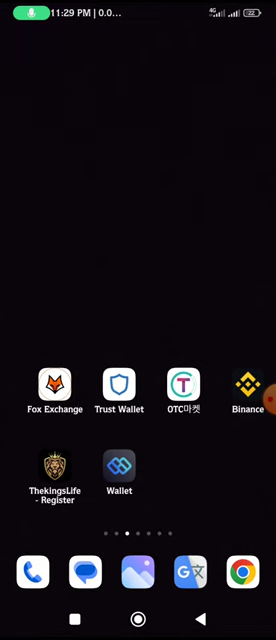 11:29 PM | 0.0...
4G
22
Fox Exchange
Trust Wallet
OTC마켓
Binance
ThekingsLife
- Register
Wallet